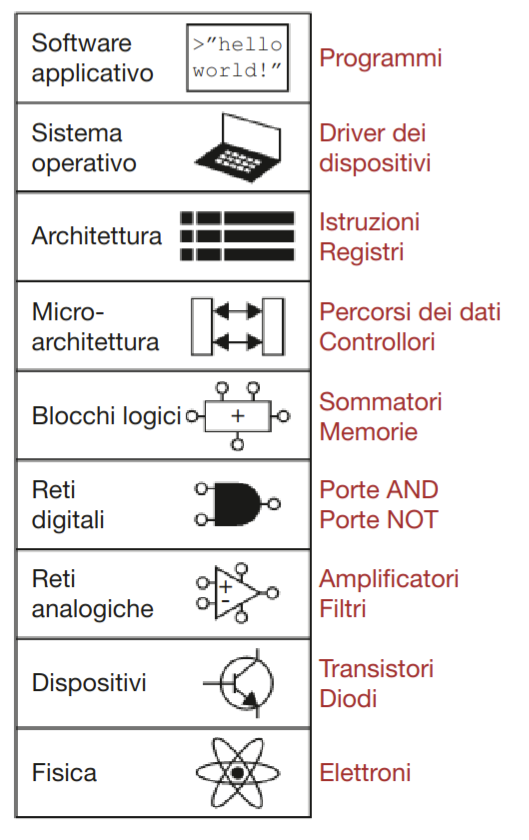 Software
applicativo
>"hello
world!"
Programmi
Sistema
operativo
Driver dei
dispositivi
Architettura
Istruzioni
Registri
Micro-
architettura
Percorsi dei dati
Controllori
Blocchi logici
+
Sommatori
Memorie
Reti
digitali
Porte AND
Porte NOT
Reti
analogiche
+
-
Amplificatori
Filtri
Dispositivi
Transistori
Diodi
Fisica
Elettroni